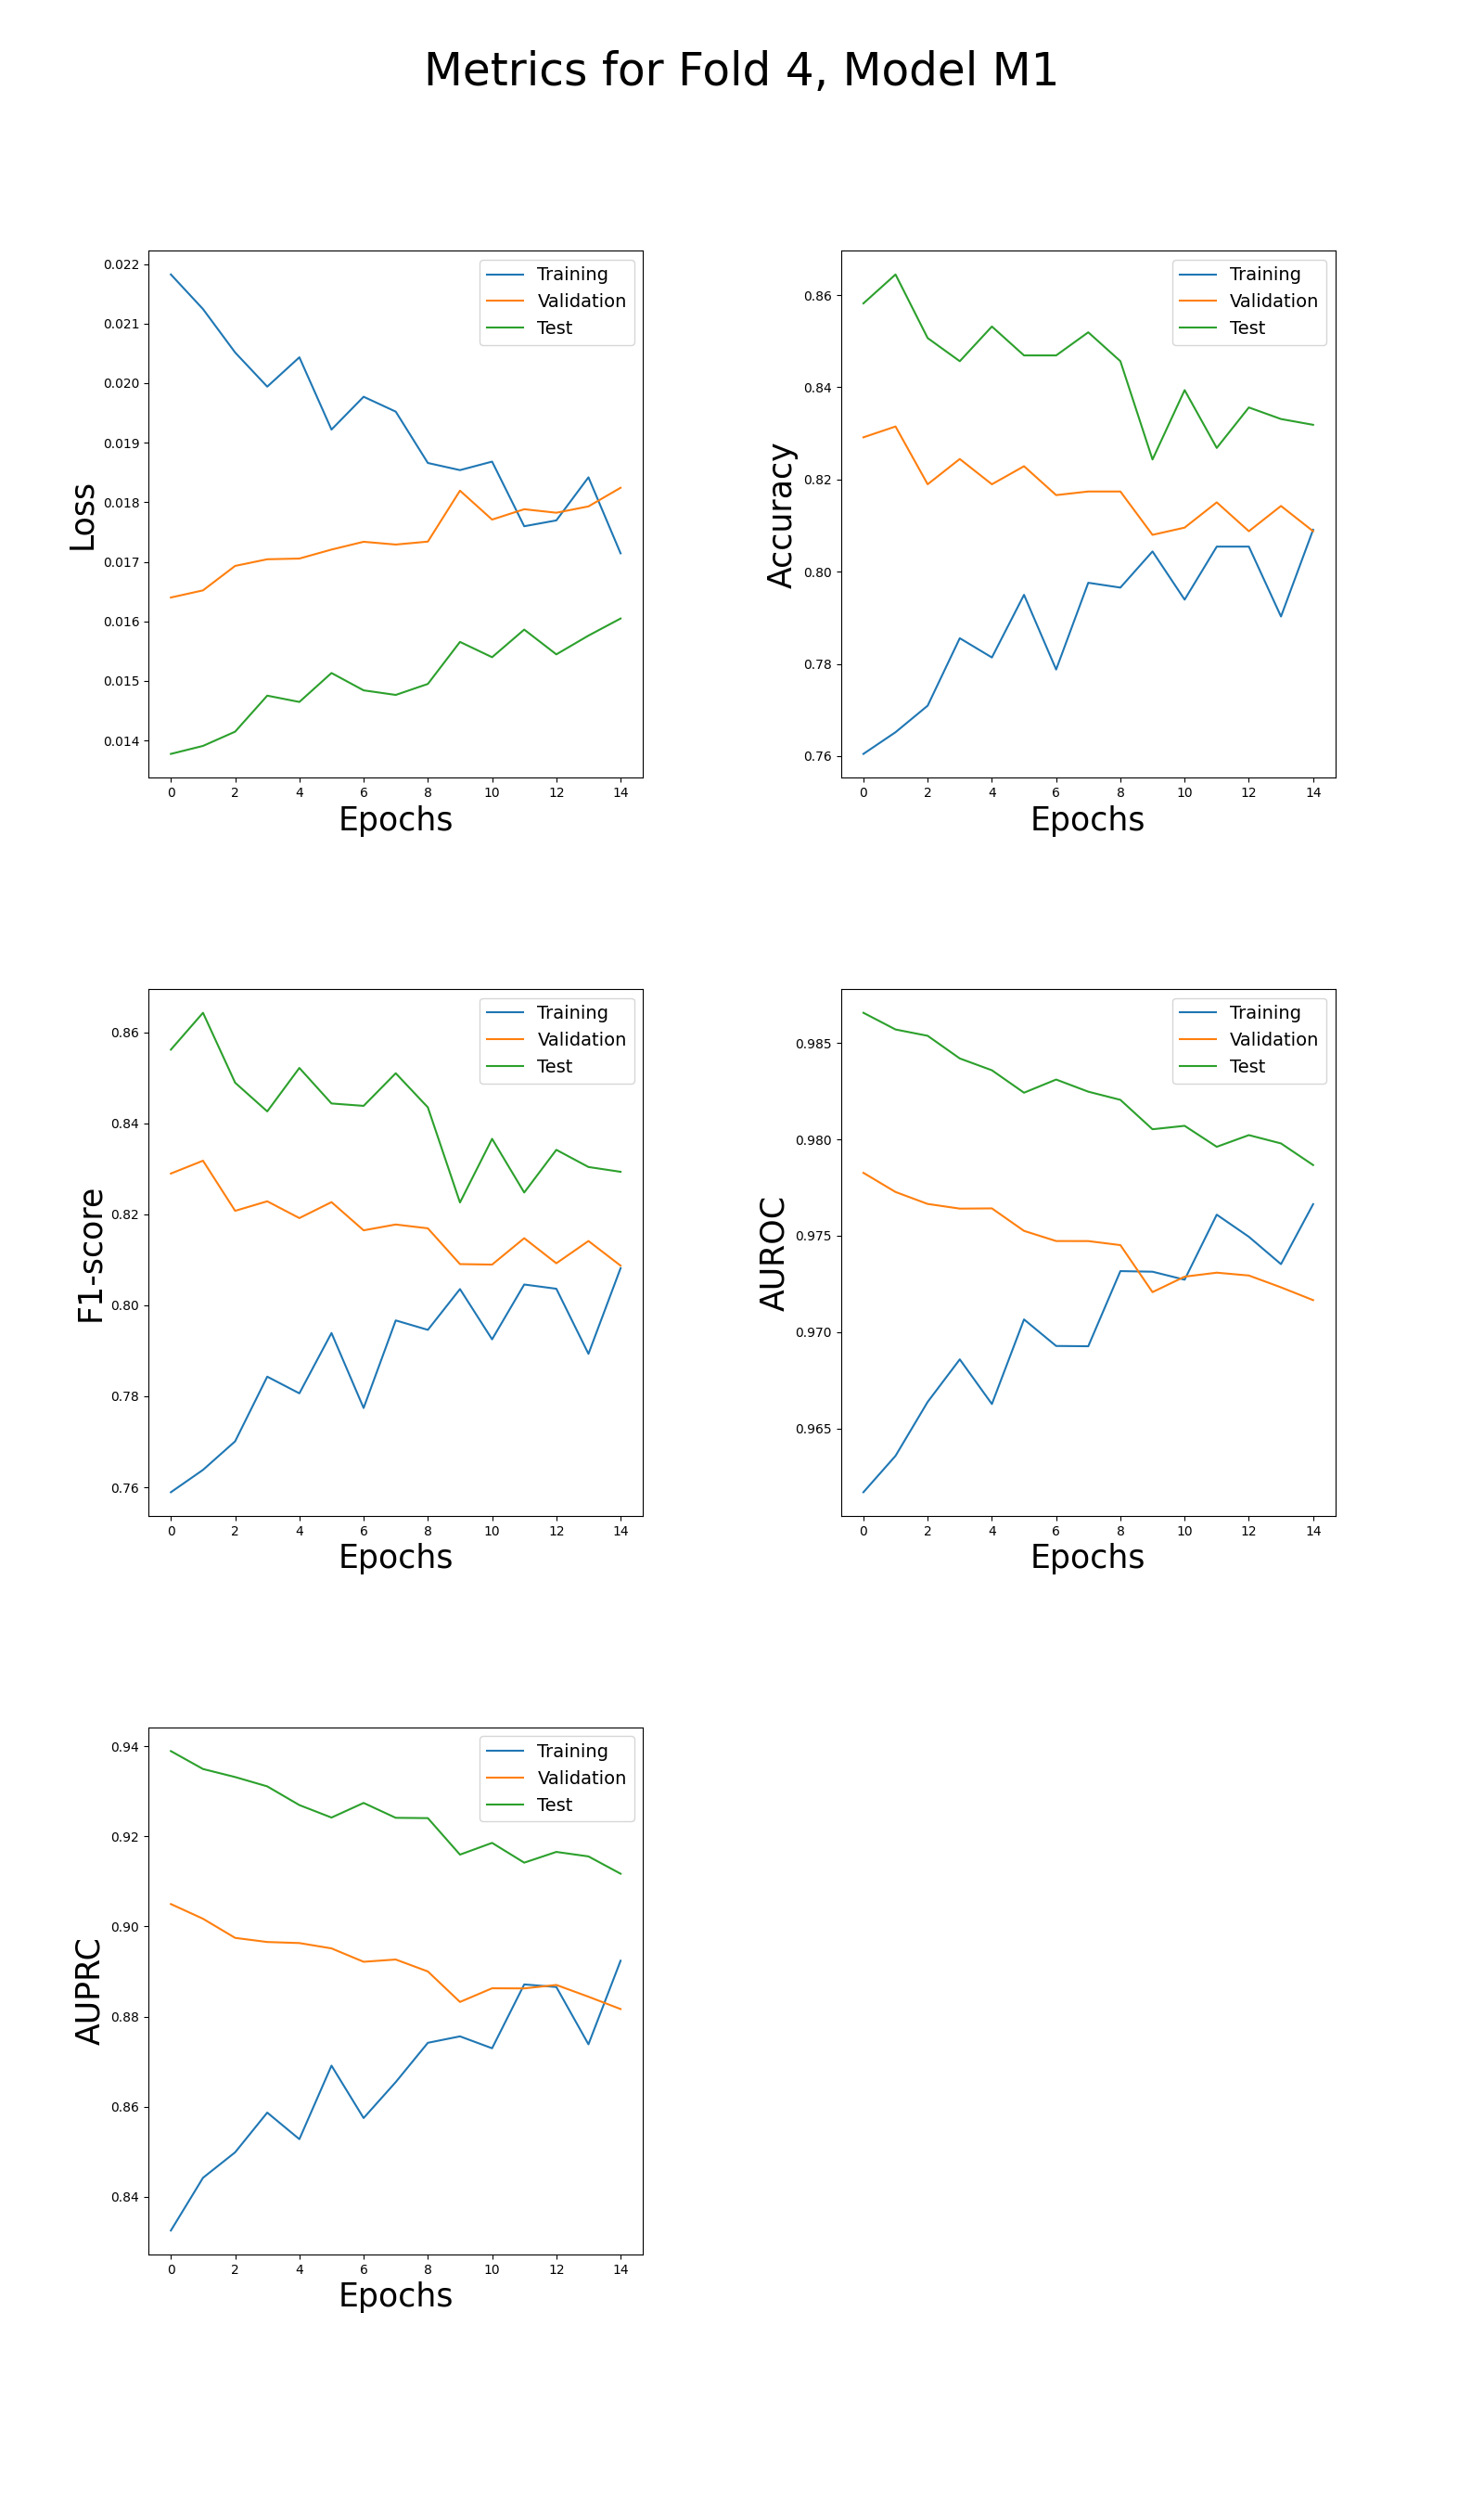 Metrics for Fold 4, Model M1
Loss
0.022
0.021
0.020
0.019
0.018
0.017
0.016
0.015
0.014
Training
Validation
Test
0 2 4 6 8 10 12 14
Epochs
Accuracy
0.86
0.84
0.82
0.80
0.78
0.76
Training
Validation
Test
0 2 4 6 8 10 12 14
Epochs
F1-score
0.86
0.84
0.82
0.80
0.78
0.76
Training
Validation
Test
0 2 4 6 8 10 12 14
Epochs
AUROC
0.985
0.980
0.975
0.970
0.965
Training
Validation
Test
0 2 4 6 8 10 12 14
Epochs
AUPRC
0.94
0.92
0.90
0.88
0.86
0.84
Training
Validation
Test
0 2 4 6 8 10 12 14
Epochs